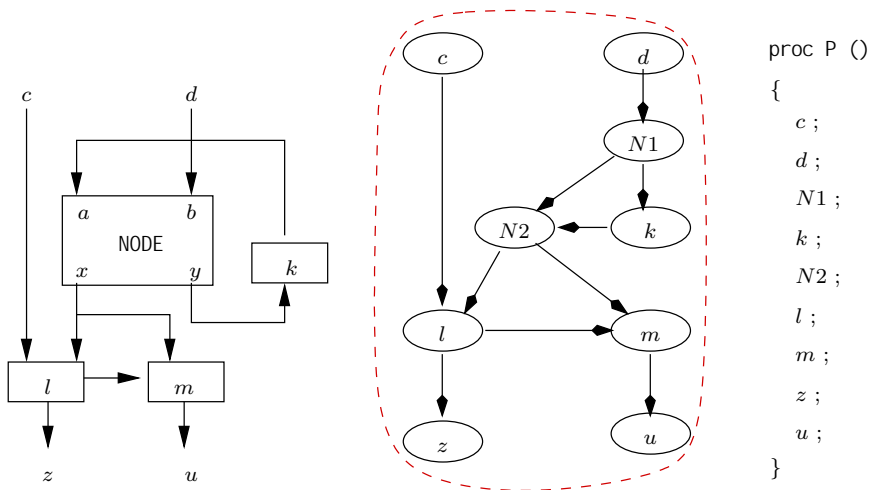 c
d
a
b
NODE
x
y
k
l
m
z
u
c
d
N1
N2
k
l
m
z
u
proc P ()
{
c ;
d ;
N1 ;
k ;
N2 ;
l ;
m ;
z ;
u ;
}